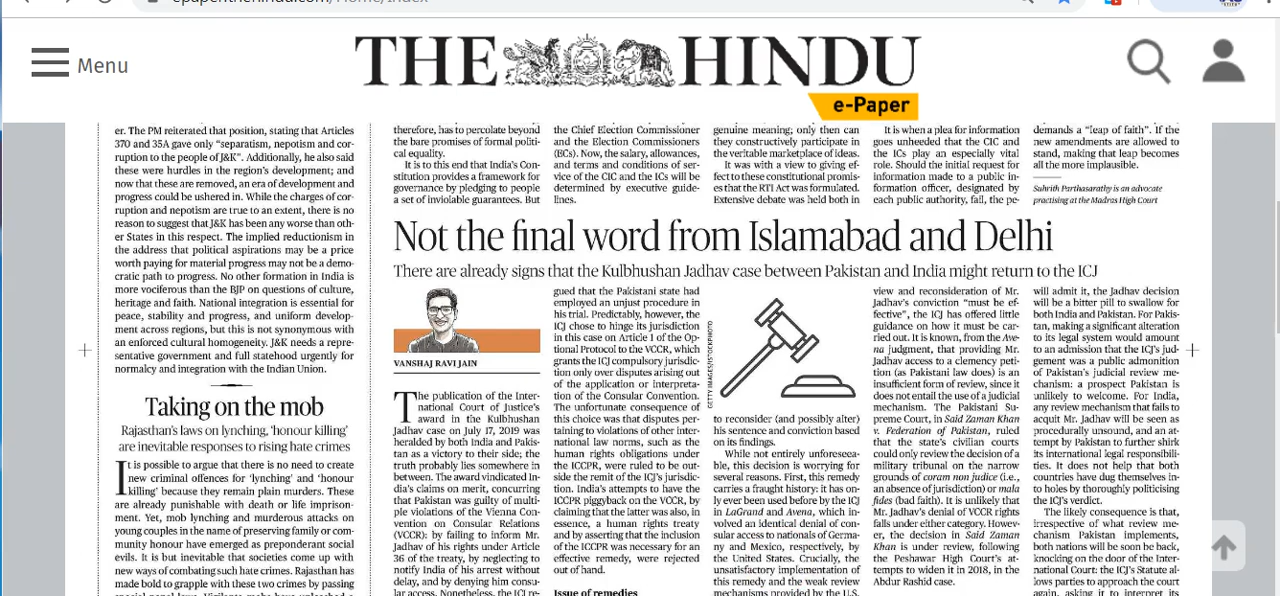 Menu
THE HINDU
e-Paper
er. The PM reiterated that position, stating that Articles
370 and 35A gave only "separatism, nepotism and cor-
ruption to the people of J&K". Additionally, he also said
these were hurdles in the region's development; and
now that these are removed, an era of development and
progress could be ushered in. While the charges of cor-
ruption and nepotism are true to an extent, there is no
reason to suggest that J&K has been any worse than oth-
er States in this respect. The implied reductionism in
the address that political aspirations may be a price
worth paying for material progress may not be a demo-
cratic path to progress. No other formation in India is
more vociferous than the BJP on questions of culture,
heritage and faith. National integration is essential for
peace, stability and progress, and uniform develop-
ment across regions, but this is not synonymous with
an enforced cultural homogeneity. J&K needs a repre-
sentative government and full statehood urgently for
normalcy and integration with the Indian Union.
Taking on the mob
Rajasthan's laws on lynching, 'honour killing'
are inevitable responses to rising hate crimes
It is possible to argue that there is no need to create
new criminal offences for 'lynching' and 'honour
killing' because they remain plain murders. These
are already punishable with death or life imprison-
ment. Yet, mob lynching and murderous attacks on
young couples in the name of preserving family or com-
munity honour have emerged as preponderant social
evils. It is but inevitable that societies come up with
new ways of combating such hate crimes. Rajasthan has
made bold to grapple with these two crimes by passing
therefore, has to percolate beyond
the bare promises of formal politi-
cal equality.
It is to this end that India's Con-
stitution provides a framework for
governance by pledging to people
a set of inviolable guarantees. But
the Chief Election Commissioner
and the Election Commissioners
(ECs). Now, the salary, allowances,
and terms and conditions of ser-
vice of the CIC and the ICs will be
determined by executive guide-
lines.
genuine meaning; only then can
they constructively participate in
the veritable marketplace of ideas.
It was with a view to giving ef-
fect to these constitutional promis-
es that the RTI Act was formulated.
Extensive debate was held both in
It is when a plea for information
goes unheeded that the CIC and
the ICs play an especially vital
role. Should the initial request for
information made to a public in-
formation officer, designated by
each public authority, fail, the pe-
demands a "leap of faith". If the
new amendments are allowed to
stand, making that leap becomes
all the more implausible.
Suhrith Parthasarathy is an advocate
practising at the Madras High Court
Not the final word from Islamabad and Delhi
There are already signs that the Kulbhushan Jadhav case between Pakistan and India might return to the ICJ
VANSHAJ RAVI JAIN
The publication of the Inter-
national Court of Justice's
award in the Kulbhushan
Jadhav case on July 17, 2019 was
heralded by both India and Pakis-
tan as a victory to their side; the
truth probably lies somewhere in
between. The award vindicated In-
dia's claims on merit, concurring
that Pakistan was guilty of multi-
ple violations of the Vienna Con-
vention on Consular Relations
(VCCR): by failing to inform Mr.
Jadhav of his rights under Article
36 of the treaty, by neglecting to
notify India of his arrest without
delay, and by denying him consu-
lar access. Nonetheless, the ICJ re-
gued that the Pakistani state had
employed an unjust procedure in
his trial. Predictably, however, the
ICJ chose to hinge its jurisdiction
in this case on Article 1 of the Op-
tional Protocol to the VCCR, which
grants the ICJ compulsory jurisdic-
tion only over disputes arising out
of the application or interpreta-
tion of the Consular Convention.
The unfortunate consequence of
this choice was that disputes per-
taining to violations of other inter-
national law norms, such as the
human rights obligations under
the ICCPR, were ruled to be out-
side the remit of the ICJ's jurisdic-
tion. India's attempts to have the
ICCPR piggyback on the VCCR, by
claiming that the latter was also, in
essence, a human rights treaty
and by asserting that the inclusion
of the ICCPR was necessary for an
effective remedy, were rejected
out of hand.
Issue of remedies
GETTY IMAGES/ISTOCKPHOTO
to reconsider (and possibly alter)
his sentence and conviction based
on its findings.
While not entirely unforesee-
able, this decision is worrying for
several reasons. First, this remedy
carries a fraught history: it has on-
ly ever been used before by the ICJ
in LaGrand and Avena, which in-
volved an identical denial of con-
sular access to nationals of Germa-
ny and Mexico, respectively, by
the United States. Crucially, the
unsatisfactory implementation of
this remedy and the weak review
mechanisms provided by the U.S.
view and reconsideration of Mr.
Jadhav's conviction "must be ef-
fective", the ICJ has offered little
guidance on how it must be car-
ried out. It is known, from the Ave-
na judgment, that providing Mr.
Jadhav access to a clemency peti-
tion (as Pakistani law does) is an
insufficient form of review, since it
does not entail the use of a judicial
mechanism. The Pakistani Su-
preme Court, in Said Zaman Khan
v. Federation of Pakistan, ruled
that the state's civilian courts
could only review the decision of a
military tribunal on the narrow
grounds of coram non judice (i.e.,
an absence of jurisdiction) or mala
fides (bad faith). It is unlikely that
Mr. Jadhav's denial of VCCR rights
falls under either category. Howev-
er, the decision in Said Zaman
Khan is under review, following
the Peshawar High Court's at-
tempts to widen it in 2018, in the
Abdur Rashid case.
will admit it, the Jadhav decision
will be a bitter pill to swallow for
both India and Pakistan. For Pakis-
tan, making a significant alteration
to its legal system would amount
to an admission that the ICJ's jud-
gement was a public admonition
of Pakistan's judicial review me-
chanism: a prospect Pakistan is
unlikely to welcome. For India,
any review mechanism that fails to
acquit Mr. Jadhav will be seen as
procedurally unsound, and an at-
tempt by Pakistan to further shirk
its international legal responsibili-
ties. It does not help that both
countries have dug themselves in-
to holes by thoroughly politicising
the ICJ's verdict.
The likely consequence is that,
irrespective of what review me-
chanism Pakistan implements,
both nations will be soon be back,
knocking on the door of the Inter-
national Court: the ICJ's Statute al-
lows parties to approach the court
again, asking it to interpret its